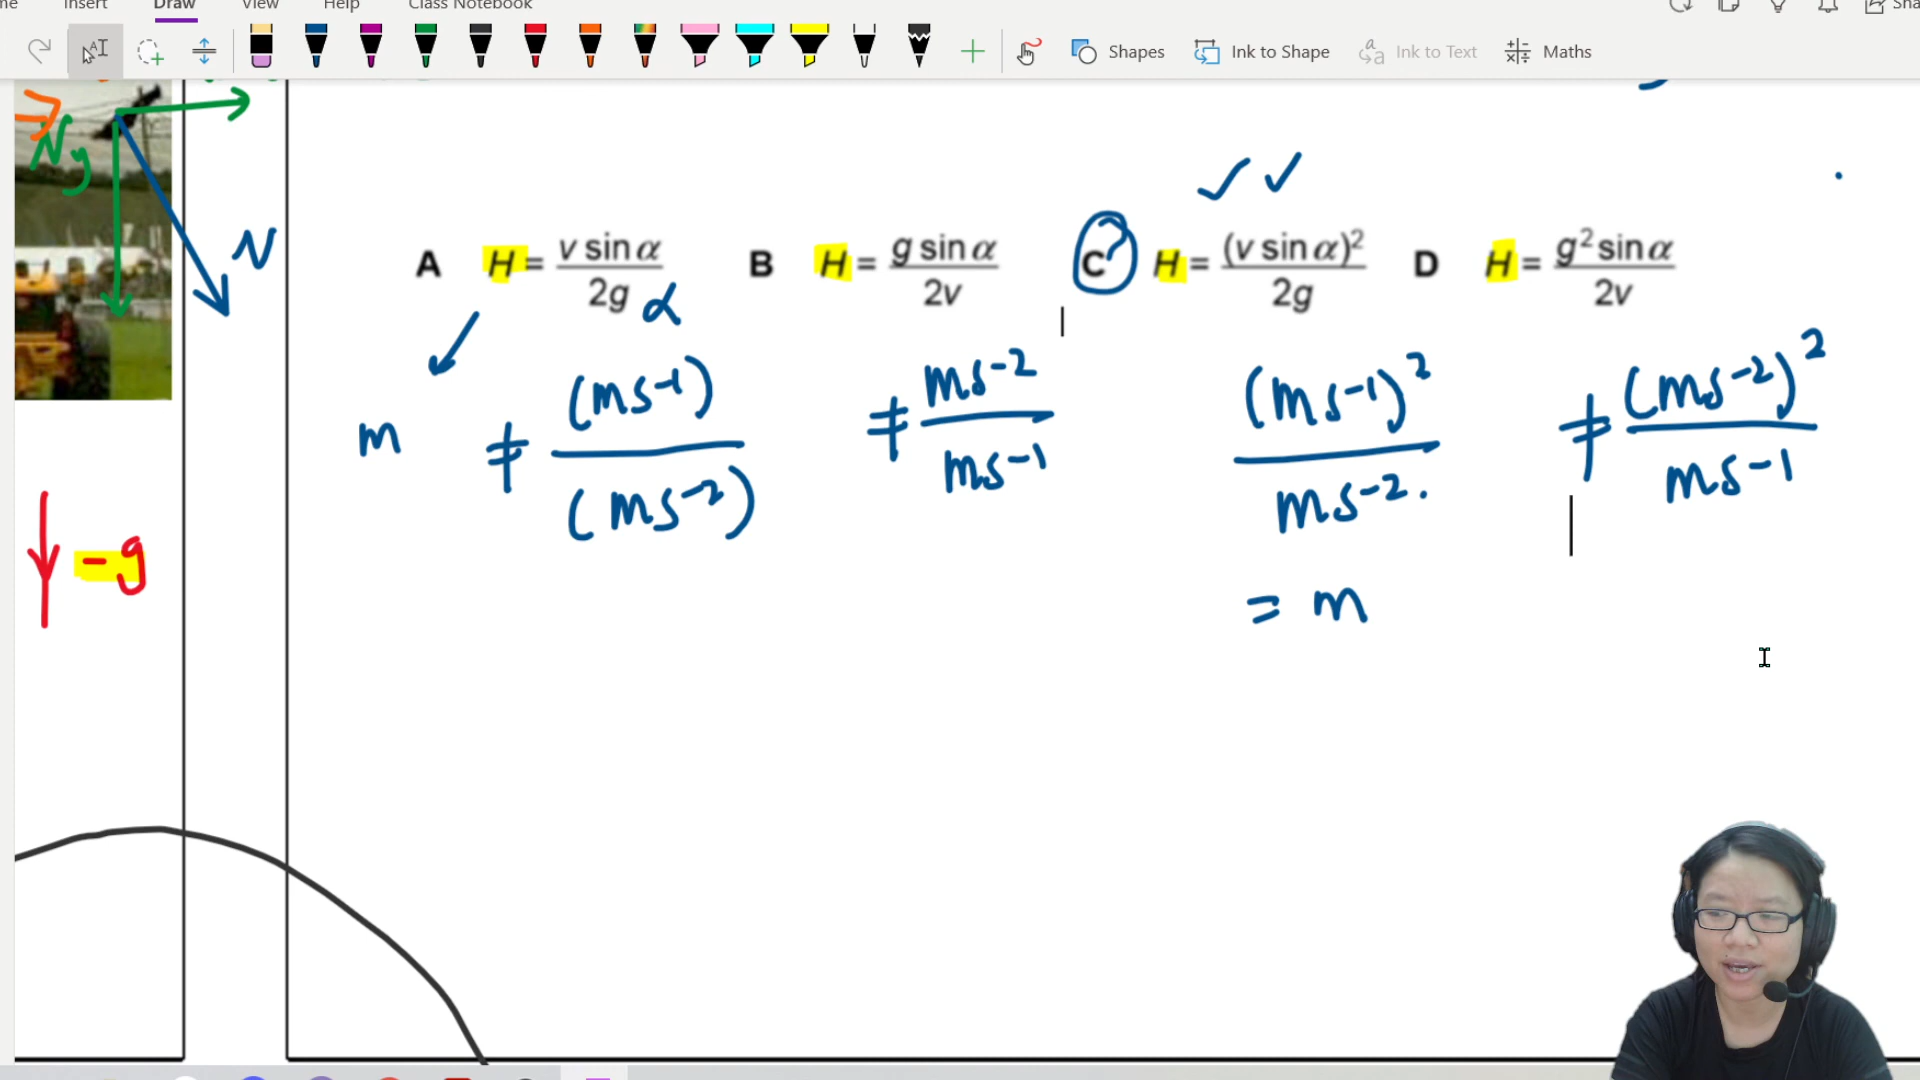 Insert Draw View Help Class Notebook
Shapes Ink to Shape Ink to Text Maths
Ny
N
A H = v sin α / 2g B H = g sin α / 2v C ? H = (v sin α)² / 2g D H = g² sin α / 2v
α
m ≠ (ms⁻¹) / (ms⁻²) ≠ ms⁻² / ms⁻¹ (ms⁻¹)² / ms⁻². ≠ (ms⁻²)² / ms⁻¹
-g
= m